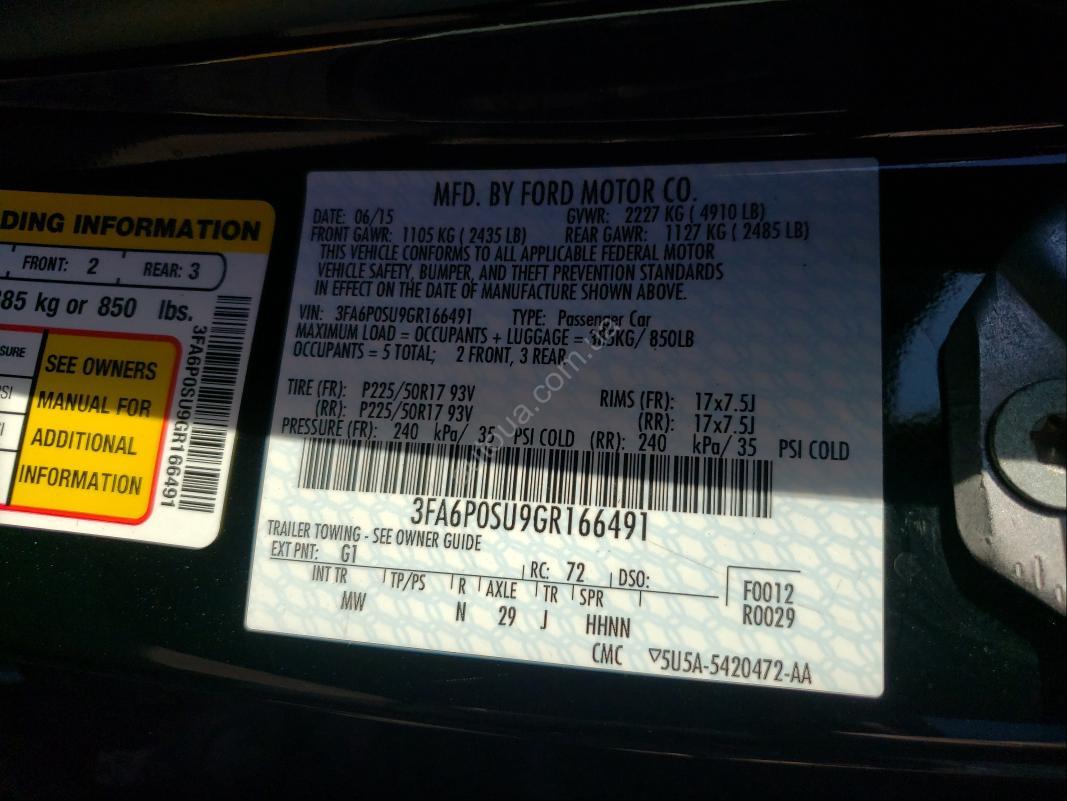 DING INFORMATION
FRONT: 2 REAR: 3
385 kg or 850 lbs.
SURE
SEE OWNERS
MANUAL FOR
ADDITIONAL
INFORMATION
3FA6P0SU9GR166491
MFD. BY FORD MOTOR CO.
DATE: 06/15 GVWR: 2227 KG ( 4910 LB)
FRONT GAWR: 1105 KG ( 2435 LB) REAR GAWR: 1127 KG ( 2485 LB)
THIS VEHICLE CONFORMS TO ALL APPLICABLE FEDERAL MOTOR
VEHICLE SAFETY, BUMPER, AND THEFT PREVENTION STANDARDS
IN EFFECT ON THE DATE OF MANUFACTURE SHOWN ABOVE.
VIN: 3FA6P0SU9GR166491 TYPE: Passenger Car
MAXIMUM LOAD = OCCUPANTS + LUGGAGE = 385KG/ 850LB
OCCUPANTS = 5 TOTAL; 2 FRONT, 3 REAR
TIRE (FR): P225/50R17 93V RIMS (FR): 17x7.5J
(RR): P225/50R17 93V (RR): 17x7.5J
PRESSURE (FR): 240 kPa/ 35 PSI COLD (RR): 240 kPa/ 35 PSI COLD
3FA6P0SU9GR166491
TRAILER TOWING - SEE OWNER GUIDE
EXT PNT: G1 RC: 72 DSO:
INT TR TP/PS R AXLE TR SPR F0012
MW N 29 J HHNN R0029
CMC ▽5U5A-5420472-AA